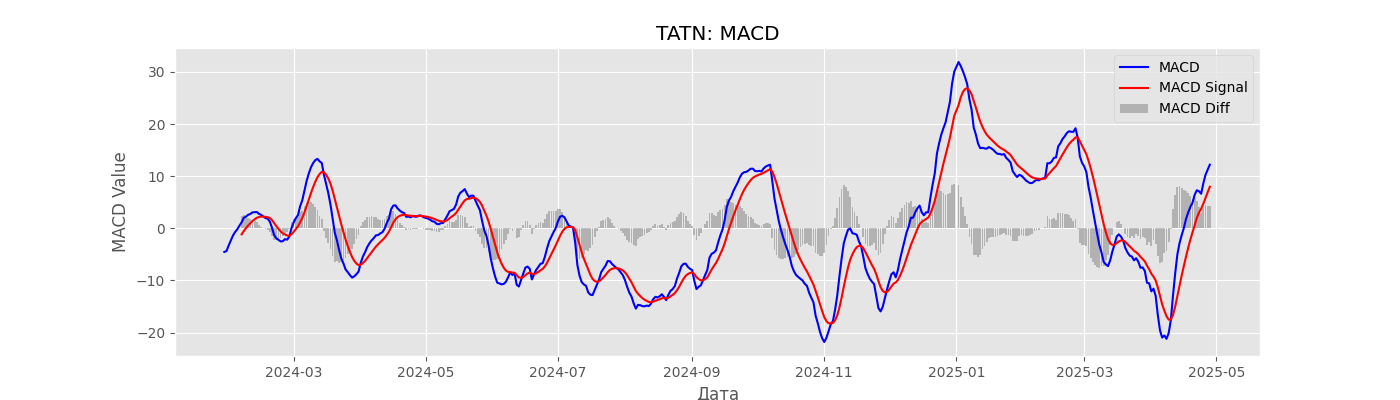 TATN: MACD
MACD Value
30
20
10
0
−10
−20
MACD
MACD Signal
MACD Diff
2024-03
2024-05
2024-07
2024-09
2024-11
2025-01
2025-03
2025-05
Дата